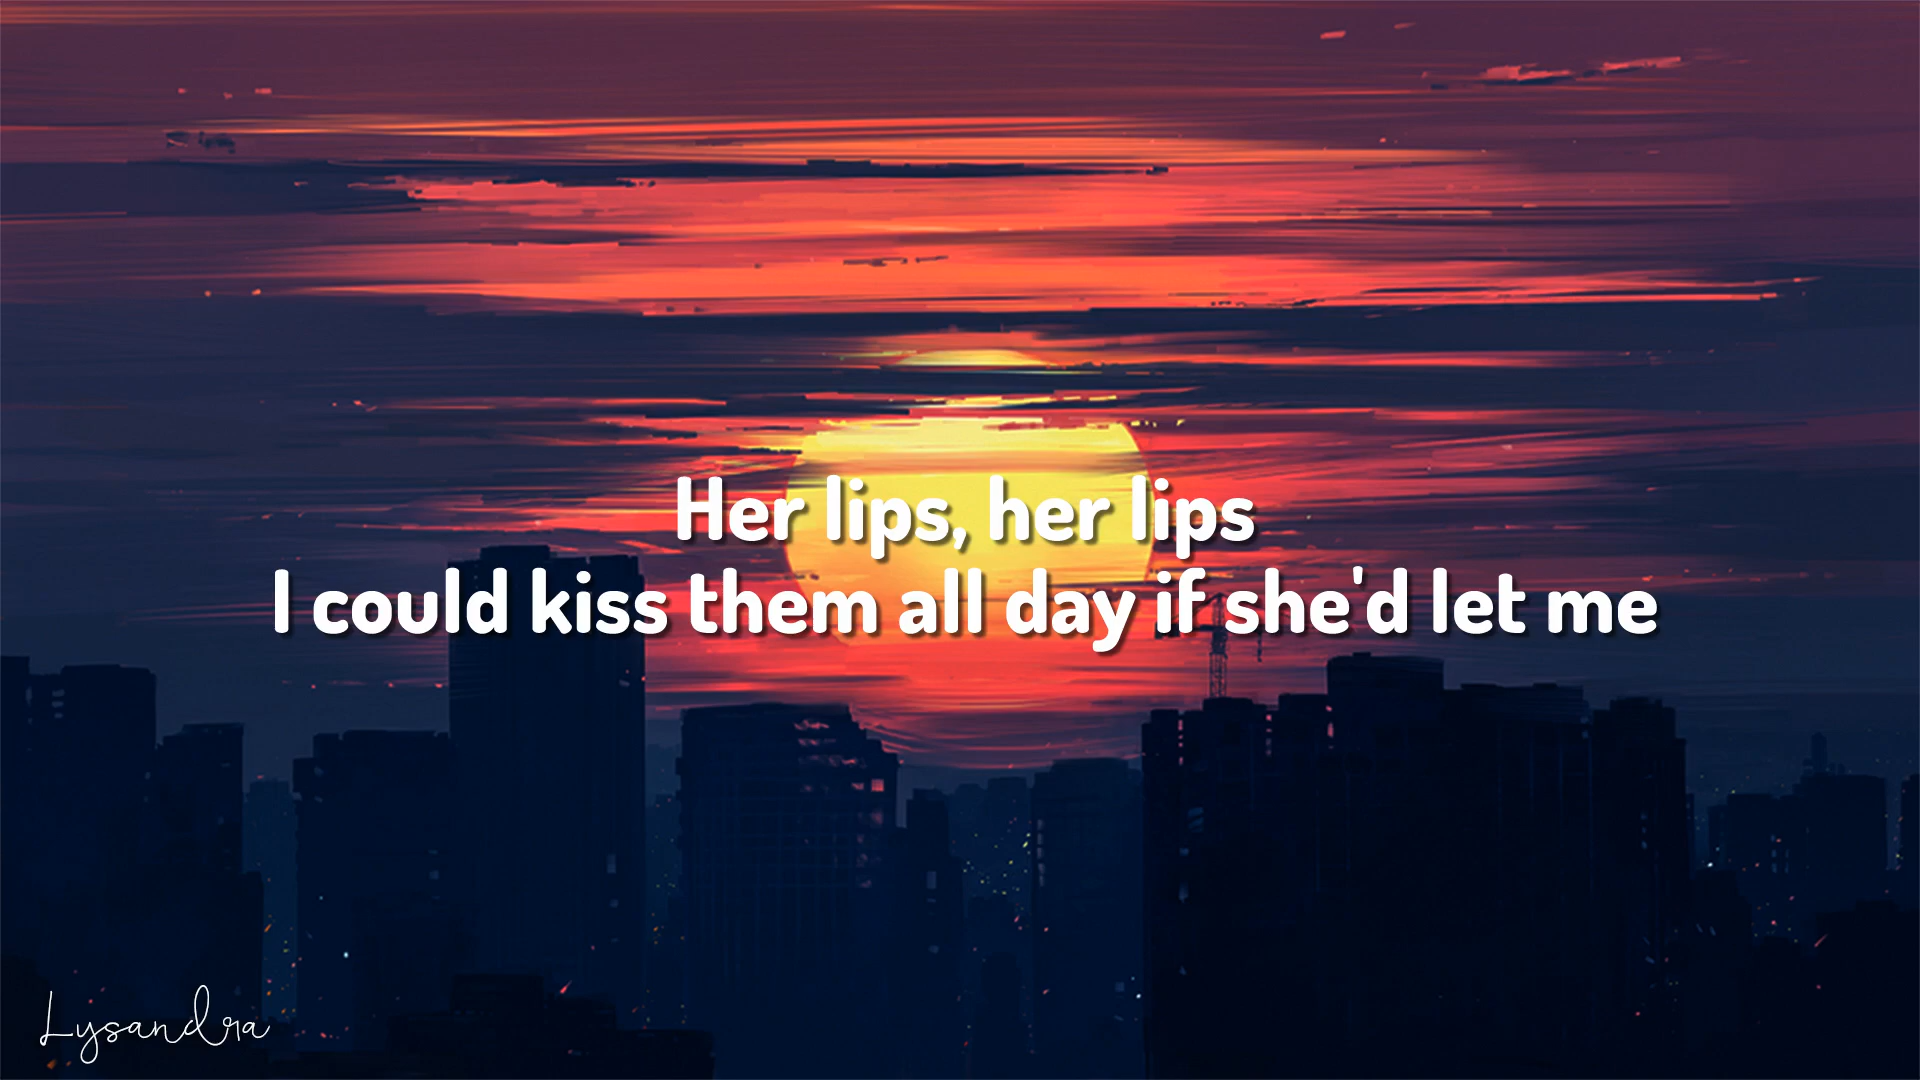 Her lips, her lips
I could kiss them all day if she'd let me
Lysandra